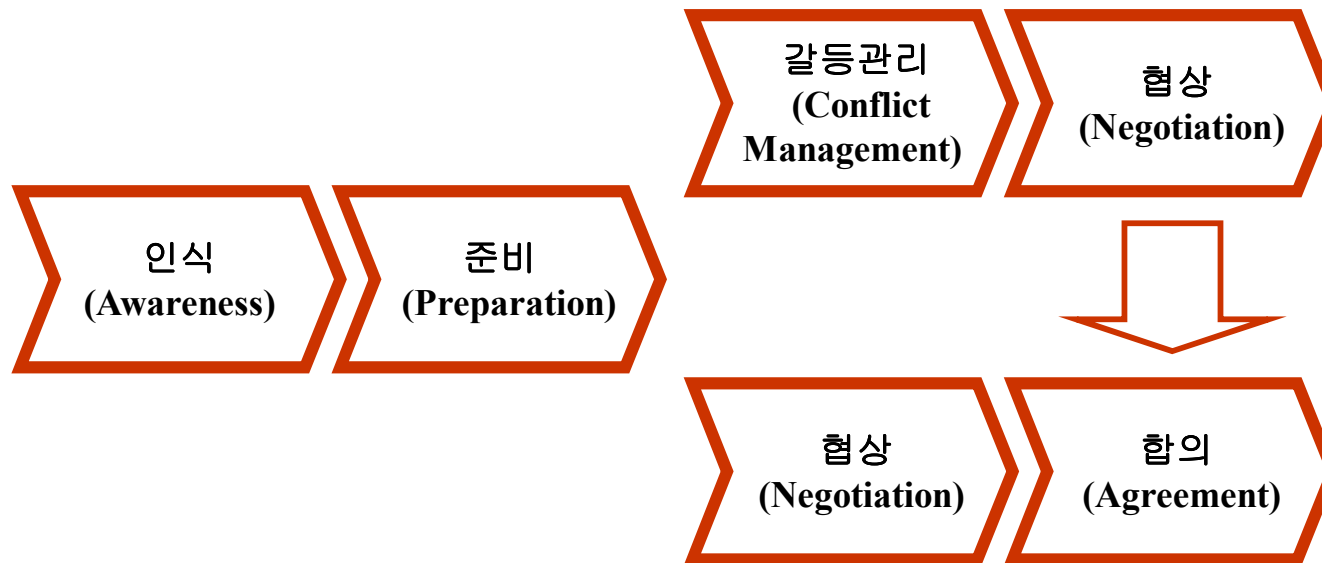 인식
(Awareness)
준비
(Preparation)
갈등관리
(Conflict
Management)
협상
(Negotiation)
협상
(Negotiation)
합의
(Agreement)